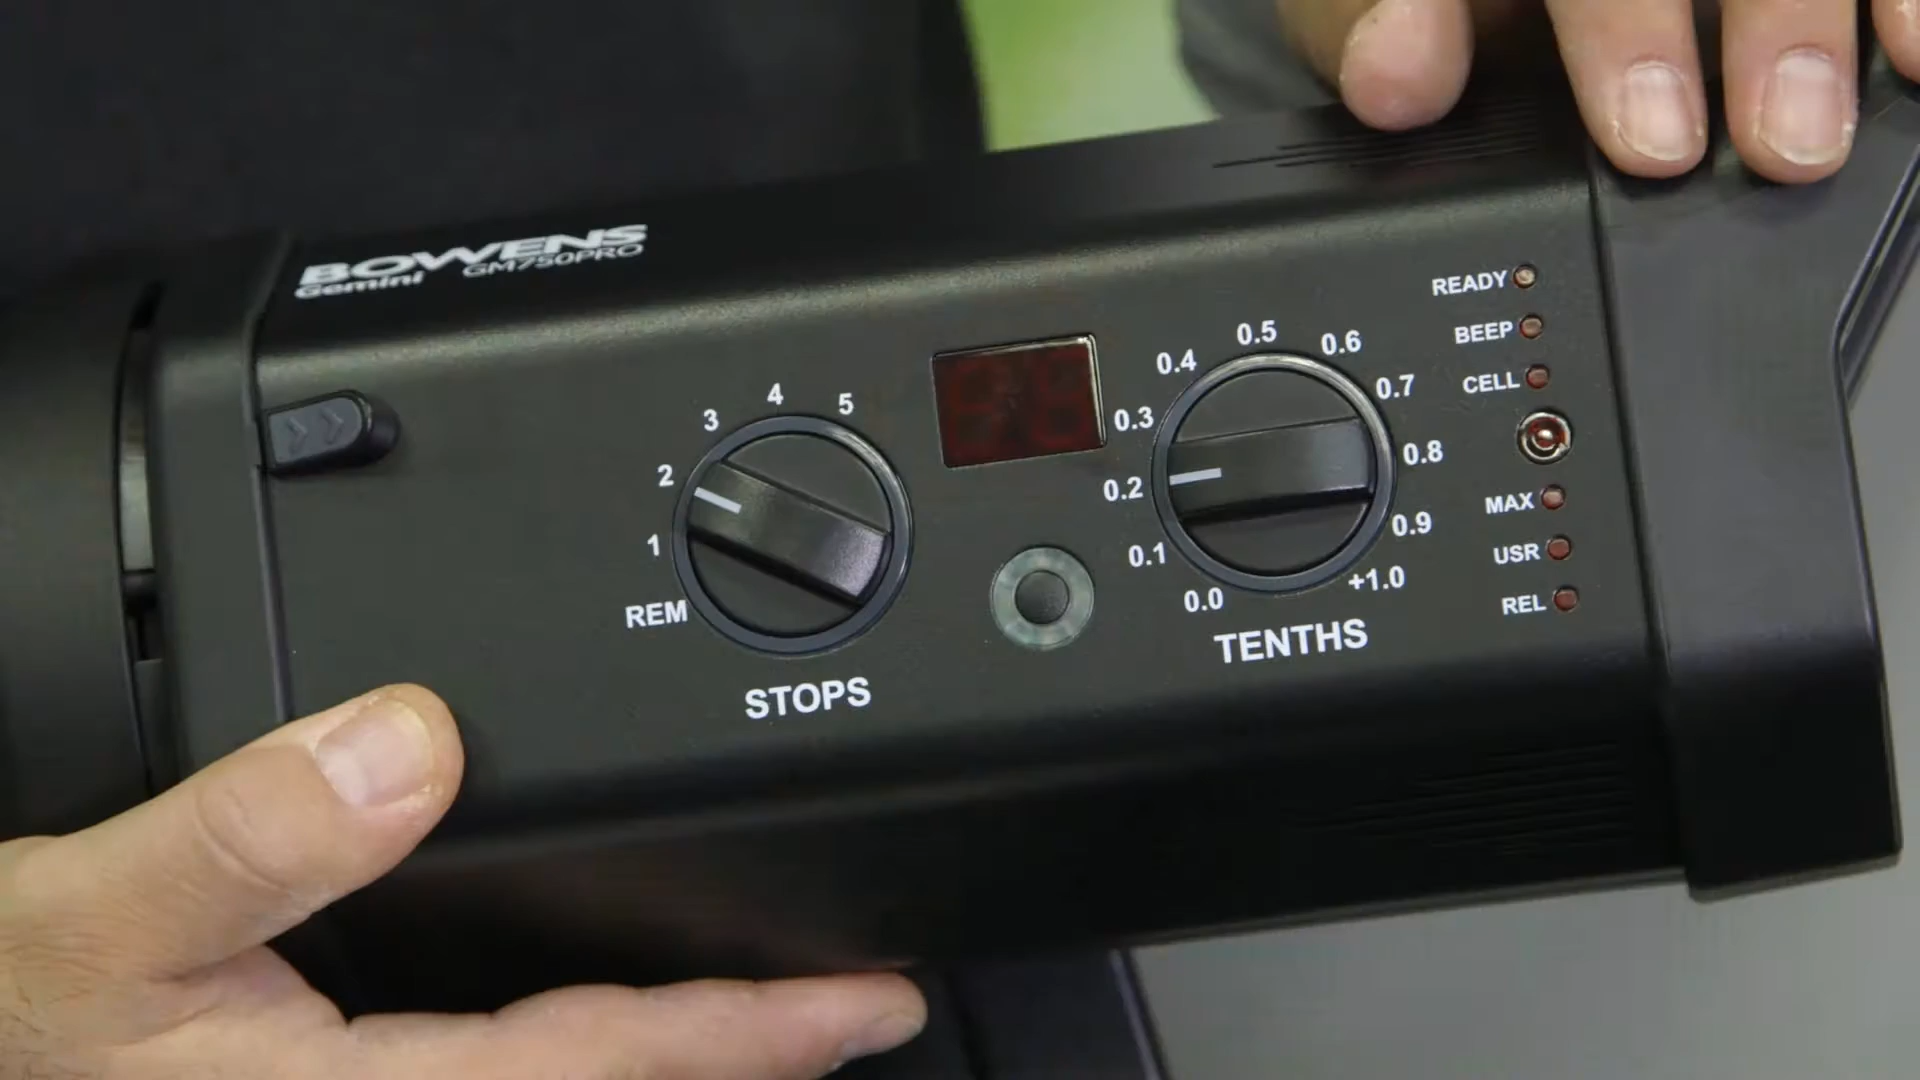 BOWENS
Gemini GM750PRO
READY
BEEP
CELL
MAX
USR
REL
REM
1
2
3
4
5
STOPS
0.0
0.1
0.2
0.3
0.4
0.5
0.6
0.7
0.8
0.9
+1.0
TENTHS